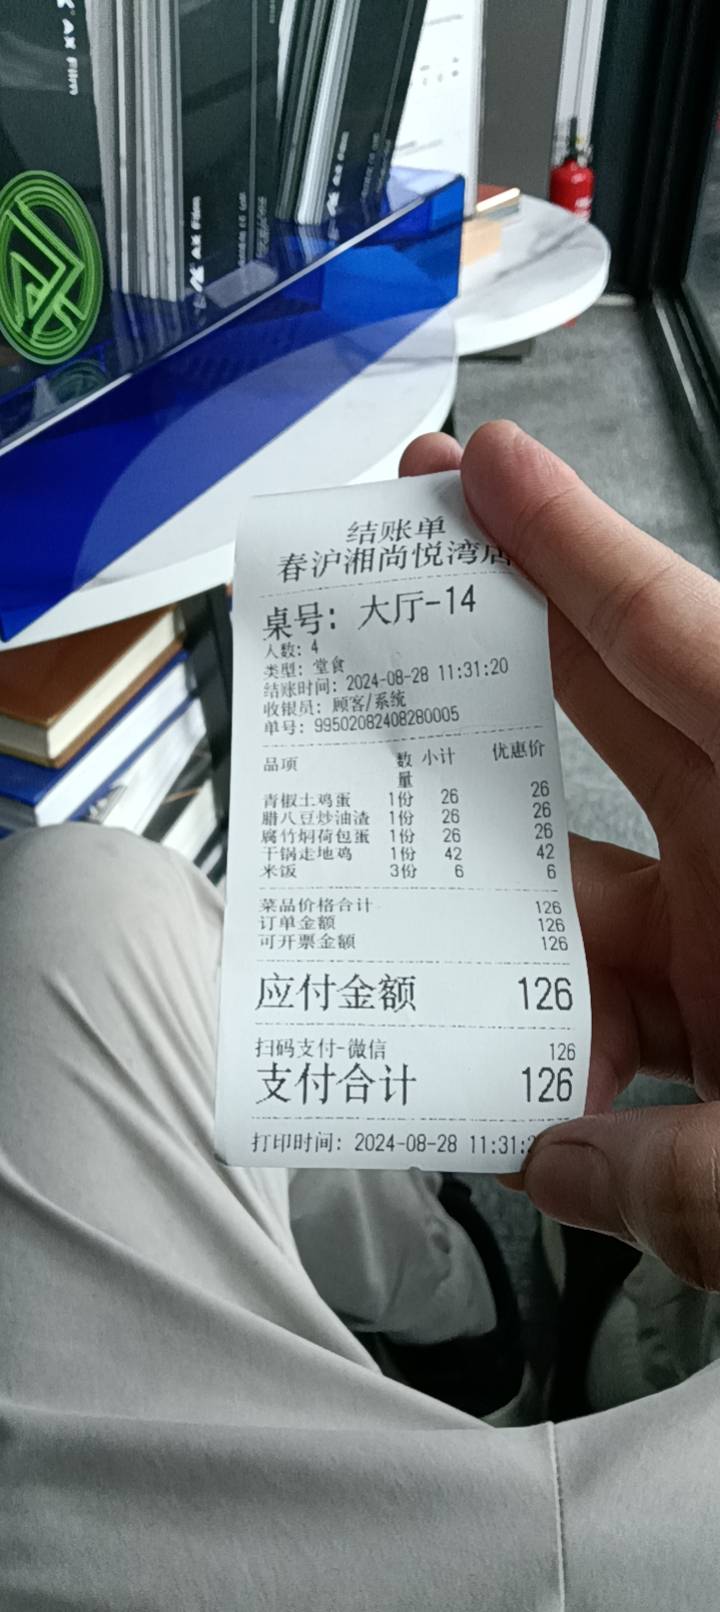 AX Film
AX Film
AX Film
结账单
春沪湘尚悦湾店
桌号: 大厅-14
人数: 4
类型: 堂食
结账时间: 2024-08-28 11:31:20
收银员: 顾客/系统
单号: 99502082408280005
品项 数量 小计 优惠价
青椒土鸡蛋 1份 26 26
腊八豆炒油渣 1份 26 26
腐竹焖荷包蛋 1份 26 26
干锅走地鸡 1份 42 42
米饭 3份 6 6
菜品价格合计 126
订单金额 126
可开票金额 126
应付金额 126
扫码支付-微信 126
支付合计 126
打印时间: 2024-08-28 11:31:2